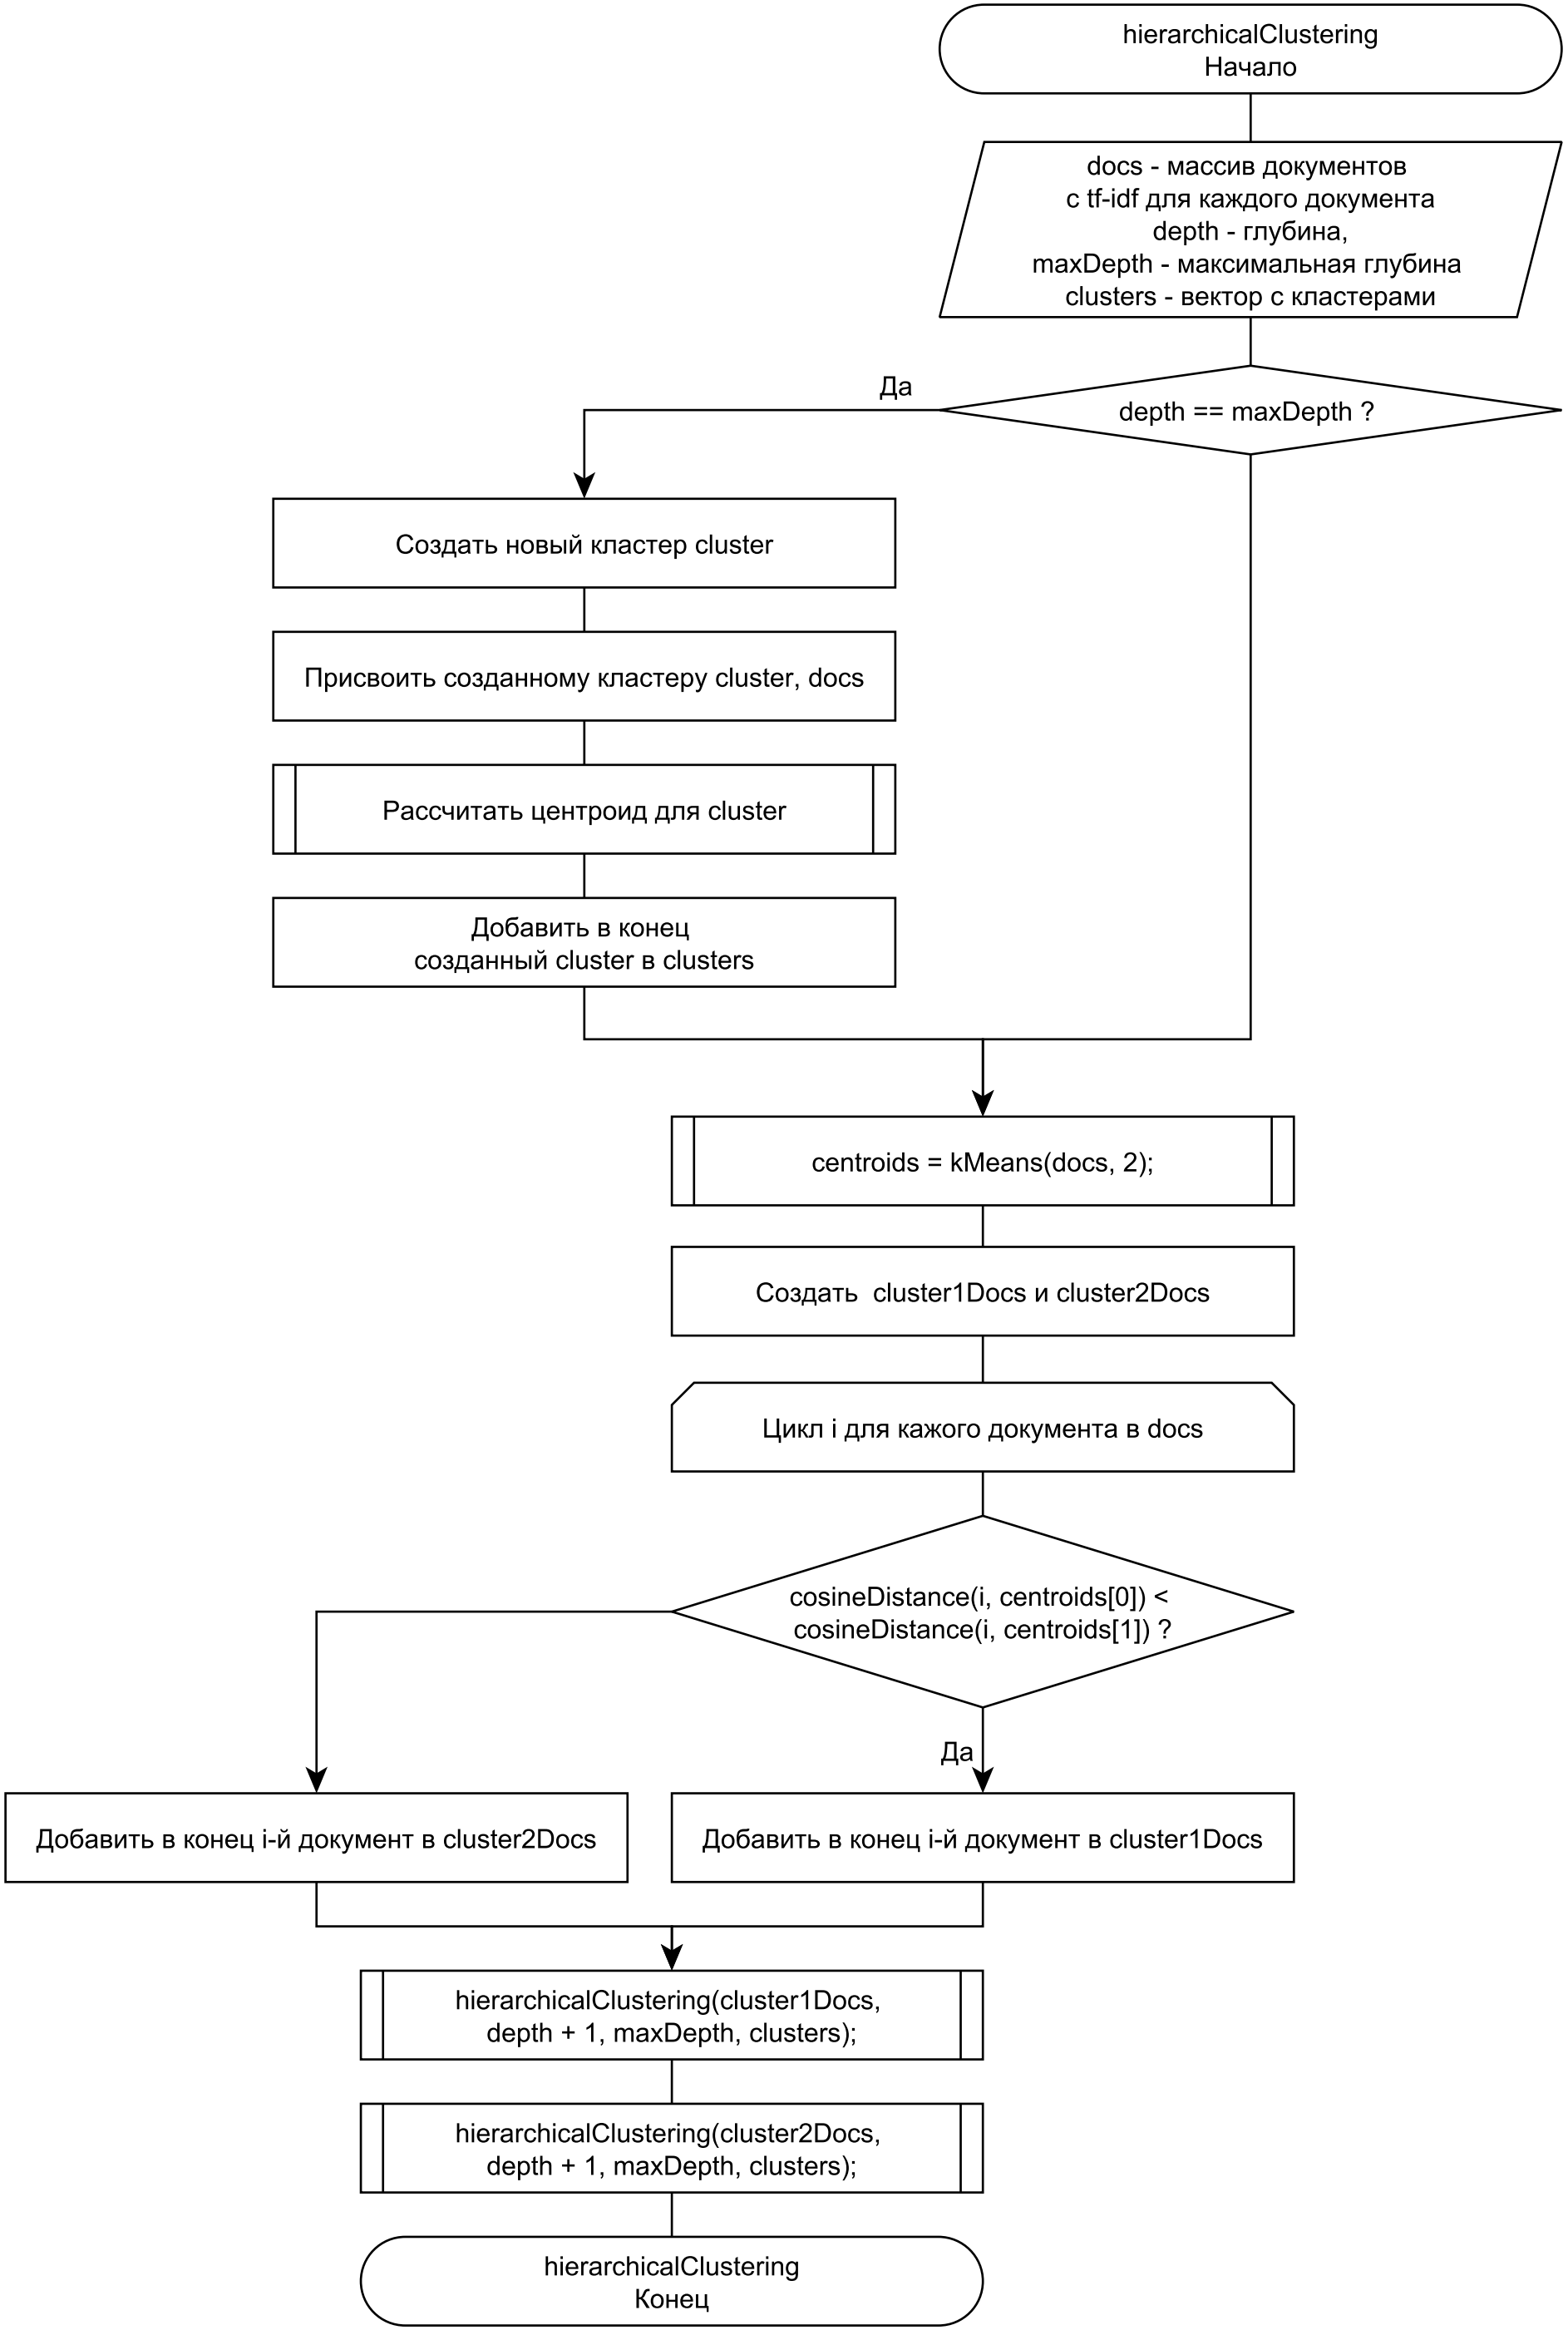 hierarchicalClustering
Начало
docs - массив документов
с tf-idf для каждого документа
depth - глубина,
maxDepth - максимальная глубина
clusters - вектор с кластерами
Да
depth == maxDepth ?
Создать новый кластер cluster
Присвоить созданному кластеру cluster, docs
Рассчитать центроид для cluster
Добавить в конец
созданный cluster в clusters
centroids = kMeans(docs, 2);
Создать  cluster1Docs и cluster2Docs
Цикл i для кажого документа в docs
cosineDistance(i, centroids[0]) <
cosineDistance(i, centroids[1]) ?
Да
Добавить в конец i-й документ в cluster2Docs
Добавить в конец i-й документ в cluster1Docs
hierarchicalClustering(cluster1Docs,
depth + 1, maxDepth, clusters);
hierarchicalClustering(cluster2Docs,
depth + 1, maxDepth, clusters);
hierarchicalClustering
Конец